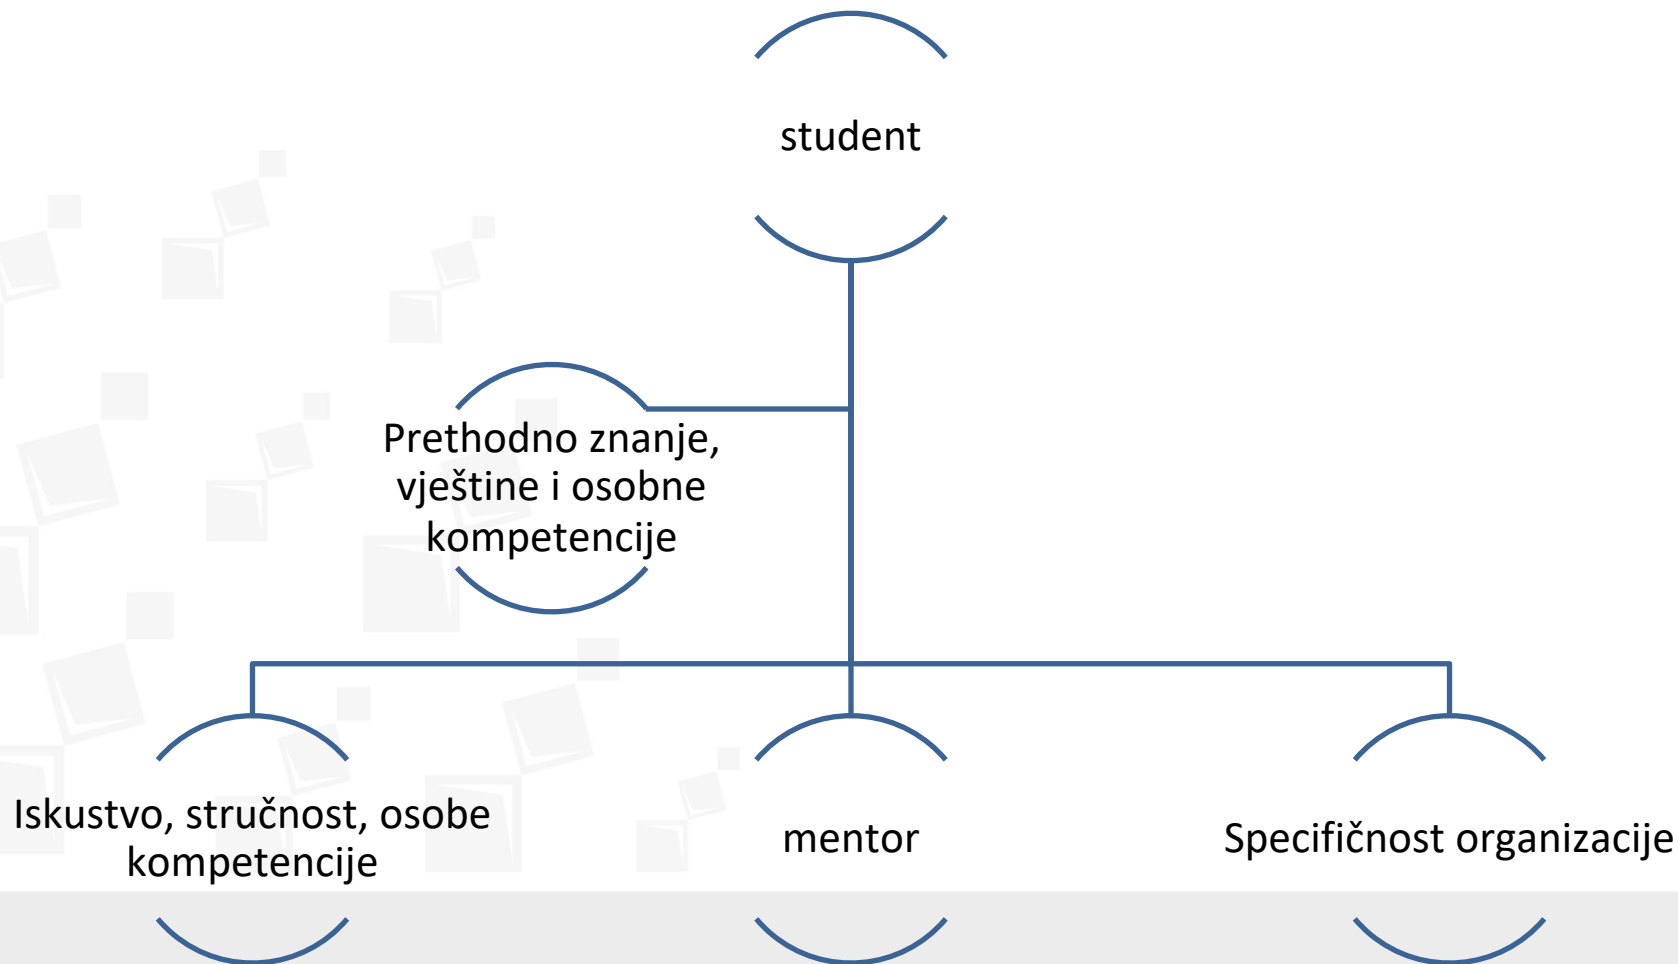 student
Prethodno znanje,
vještine i osobne
kompetencije
Iskustvo, stručnost, osobe
kompetencije
mentor
Specifičnost organizacije